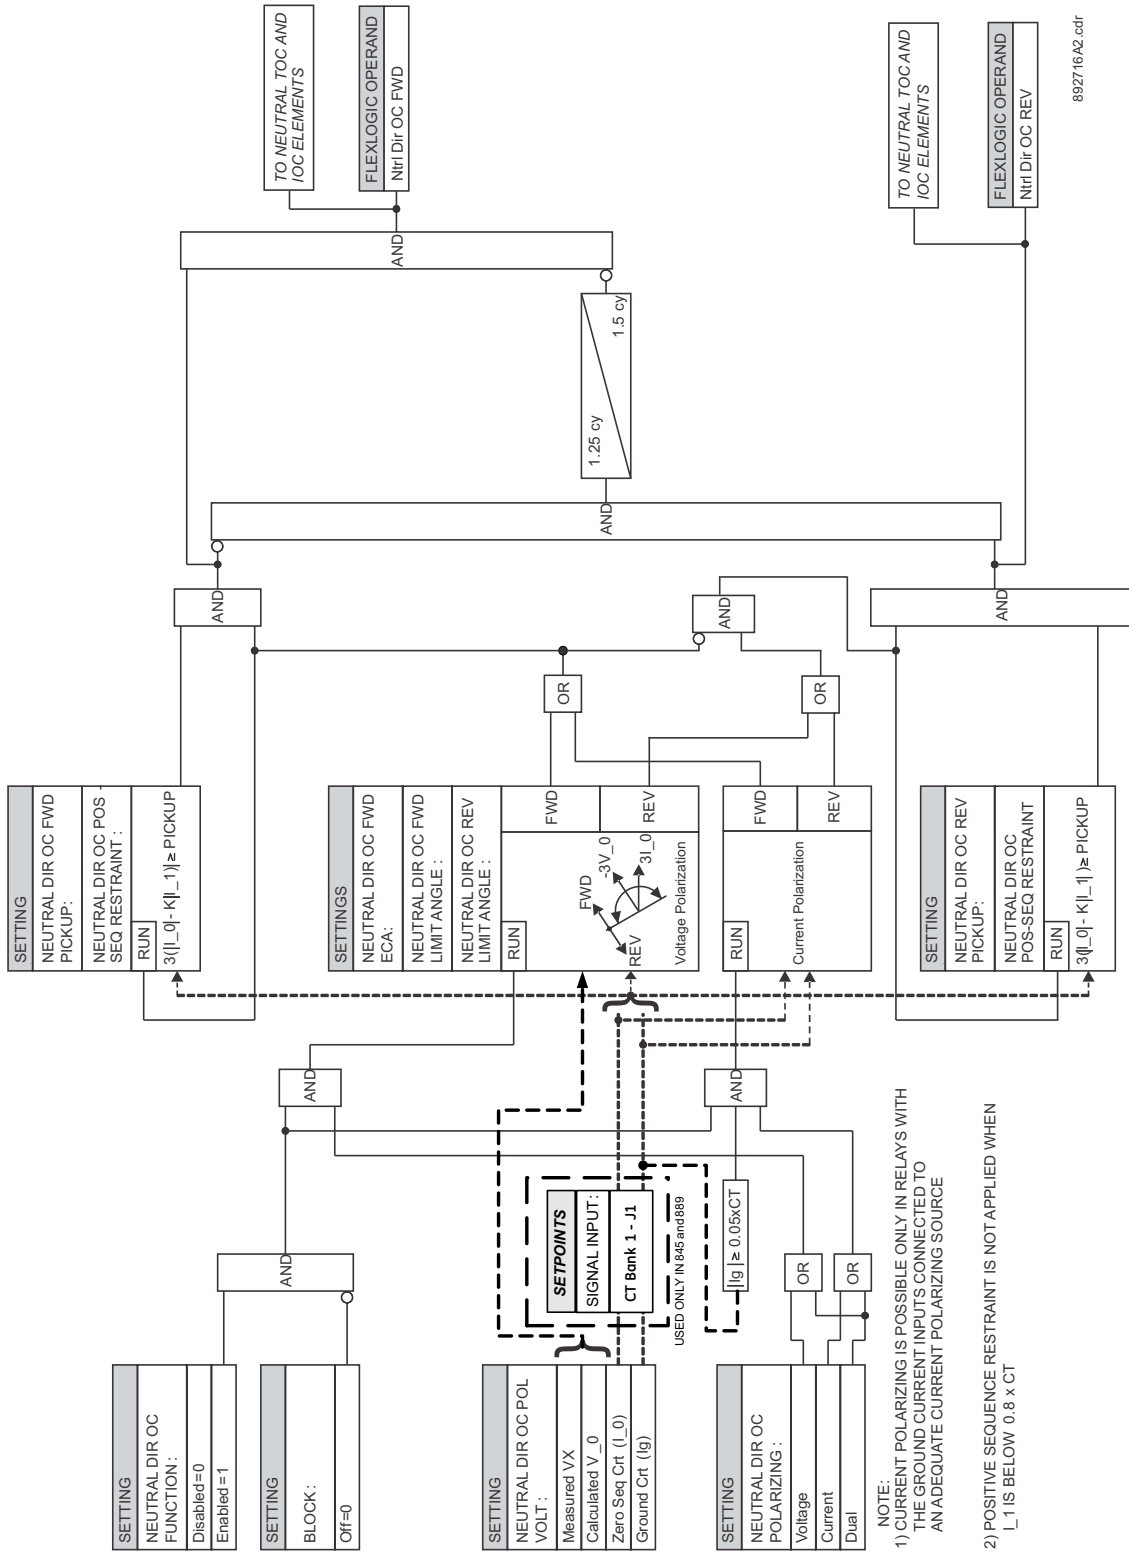 SETTING
NEUTRAL DIR OC
FUNCTION :
Disabled=0
Enabled=1
SETTING
BLOCK :
Off=0
SETTING
NEUTRAL DIR OC POL
VOLT :
Measured VX
Calculated V_0
Zero Seq Crt (I_0)
Ground Crt (Ig)
SETTING
NEUTRAL DIR OC
POLARIZING :
Voltage
Current
Dual
NOTE:
1) CURRENT POLARIZING IS POSSIBLE ONLY IN RELAYS WITH
THE GROUND CURRENT INPUTS CONNECTED TO
AN ADEQUATE CURRENT POLARIZING SOURCE
2) POSITIVE SEQUENCE RESTRAINT IS NOT APPLIED WHEN
I_1 IS BELOW 0.8 x CT
AND
SETPOINTS
SIGNAL INPUT:
CT Bank 1 - J1
USED ONLY IN 845 and 889
|Ig| ≥ 0.05xCT
OR
OR
AND
AND
SETTING
NEUTRAL DIR OC FWD
PICKUP:
NEUTRAL DIR OC POS -
SEQ RESTRAINT :
RUN
3(|I_0|- K|I_1)|≥ PICKUP
SETTINGS
NEUTRAL DIR OC FWD
ECA:
NEUTRAL DIR OC FWD
LIMIT ANGLE :
NEUTRAL DIR OC REV
LIMIT ANGLE :
RUN
FWD
REV
-3V_0
3I_0
Voltage Polarization
FWD
REV
RUN
Current Polarization
FWD
REV
SETTING
NEUTRAL DIR OC REV
PICKUP:
NEUTRAL DIR OC
POS-SEQ RESTRAINT
RUN
3(|I_0|- K|I_1| )≥ PICKUP
OR
OR
AND
AND
AND
AND
1.25 cy
1.5 cy
AND
TO NEUTRAL TOC AND
IOC ELEMENTS
FLEXLOGIC OPERAND
Ntrl Dir OC FWD
TO NEUTRAL TOC AND
IOC ELEMENTS
FLEXLOGIC OPERAND
Ntrl Dir OC REV
892716A2.cdr